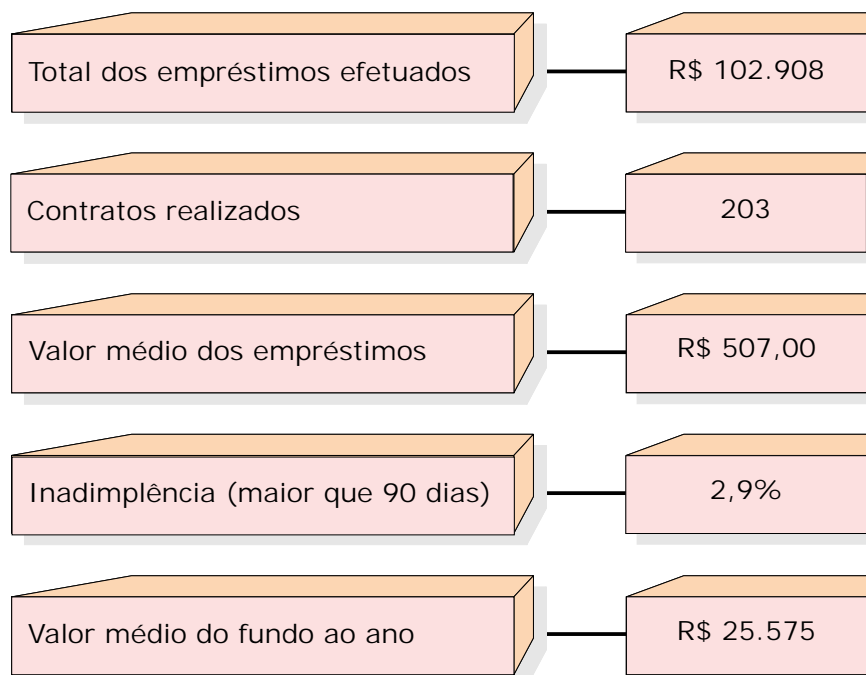 Total dos empréstimos efetuados R$ 102.908
Contratos realizados 203
Valor médio dos empréstimos R$ 507,00
Inadimplência (maior que 90 dias) 2,9%
Valor médio do fundo ao ano R$ 25.575